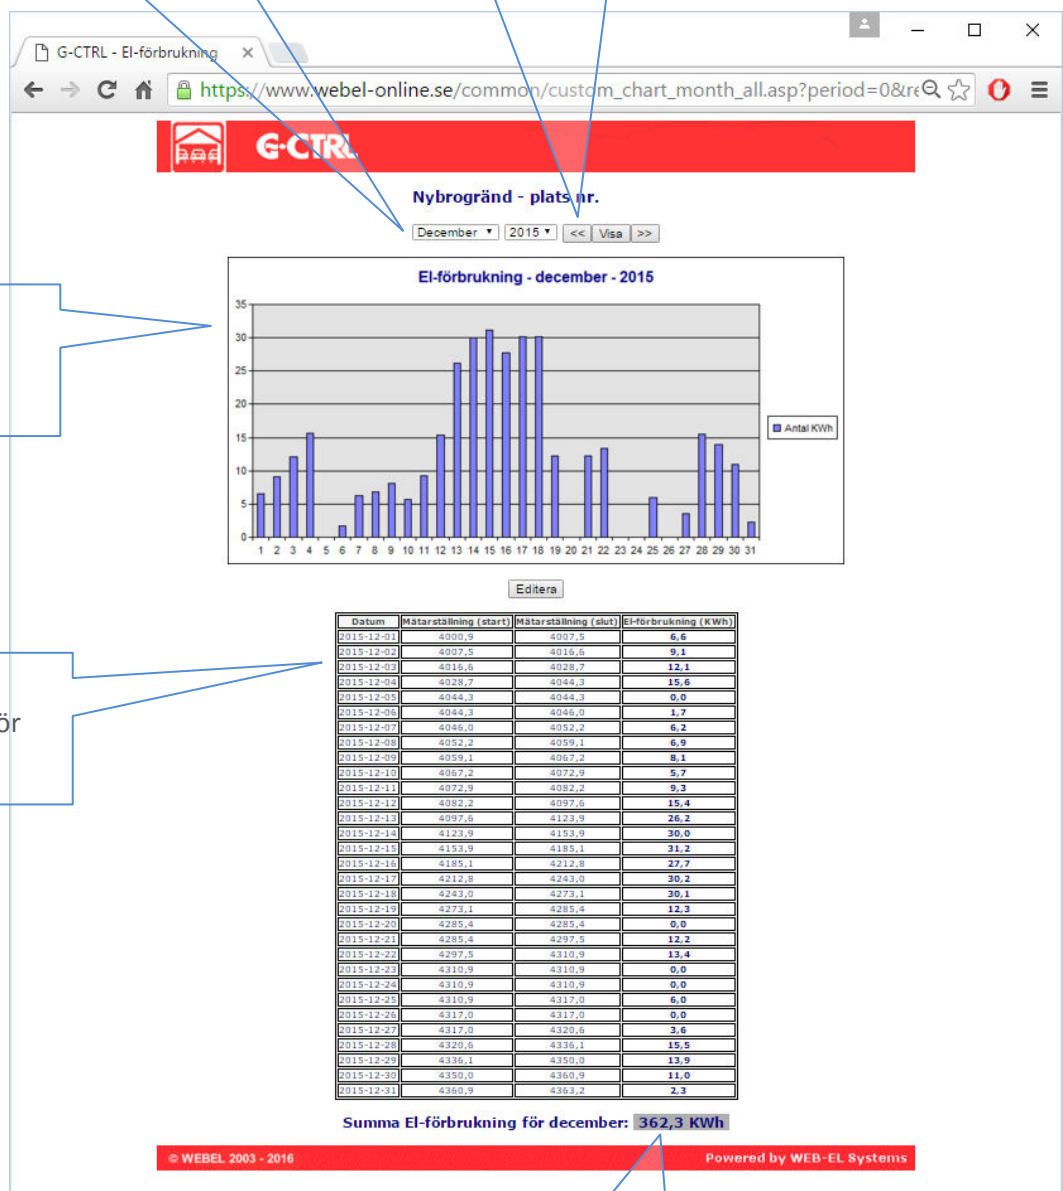 G-CTRL - El-förbrukning
https://www.webel-online.se/common/custom_chart_month_all.asp?period=0&re
G-CTRL
Nybrogränd - plats nr.
December 2015 << Visa >>
El-förbrukning - december - 2015
35
30
25
20
15
10
5
0
1 2 3 4 5 6 7 8 9 10 11 12 13 14 15 16 17 18 19 20 21 22 23 24 25 26 27 28 29 30 31
Antal KWh
Editera
Datum Mätarställning (start) Mätarställning (slut) El-förbrukning (KWh)
2015-12-01 4000,9 4007,5 6,6
2015-12-02 4007,5 4016,6 9,1
2015-12-03 4016,6 4028,7 12,1
2015-12-04 4028,7 4044,3 15,6
2015-12-05 4044,3 4044,3 0,0
2015-12-06 4044,3 4046,0 1,7
2015-12-07 4046,0 4052,2 6,2
2015-12-08 4052,2 4059,1 6,9
2015-12-09 4059,1 4067,2 8,1
2015-12-10 4067,2 4072,9 5,7
2015-12-11 4072,9 4082,2 9,3
2015-12-12 4082,2 4097,6 15,4
2015-12-13 4097,6 4123,9 26,2
2015-12-14 4123,9 4153,9 30,0
2015-12-15 4153,9 4185,1 31,2
2015-12-16 4185,1 4212,8 27,7
2015-12-17 4212,8 4243,0 30,2
2015-12-18 4243,0 4273,1 30,1
2015-12-19 4273,1 4285,4 12,3
2015-12-20 4285,4 4285,4 0,0
2015-12-21 4285,4 4297,5 12,2
2015-12-22 4297,5 4310,9 13,4
2015-12-23 4310,9 4310,9 0,0
2015-12-24 4310,9 4310,9 0,0
2015-12-25 4310,9 4317,0 6,0
2015-12-26 4317,0 4317,0 0,0
2015-12-27 4317,0 4320,6 3,6
2015-12-28 4320,6 4336,1 15,5
2015-12-29 4336,1 4350,0 13,9
2015-12-30 4350,0 4360,9 11,0
2015-12-31 4360,9 4363,2 2,3
ör
Summa El-förbrukning för december: 362,3 KWh
© WEBEL 2003 - 2016 Powered by WEB-EL Systems